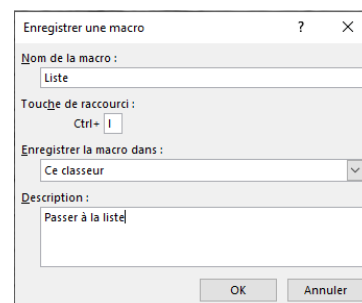 Enregistrer une macro ? ×
Nom de la macro :
Liste
Touche de raccourci :
Ctrl+ l
Enregistrer la macro dans :
Ce classeur
Description :
Passer à la liste
OK Annuler